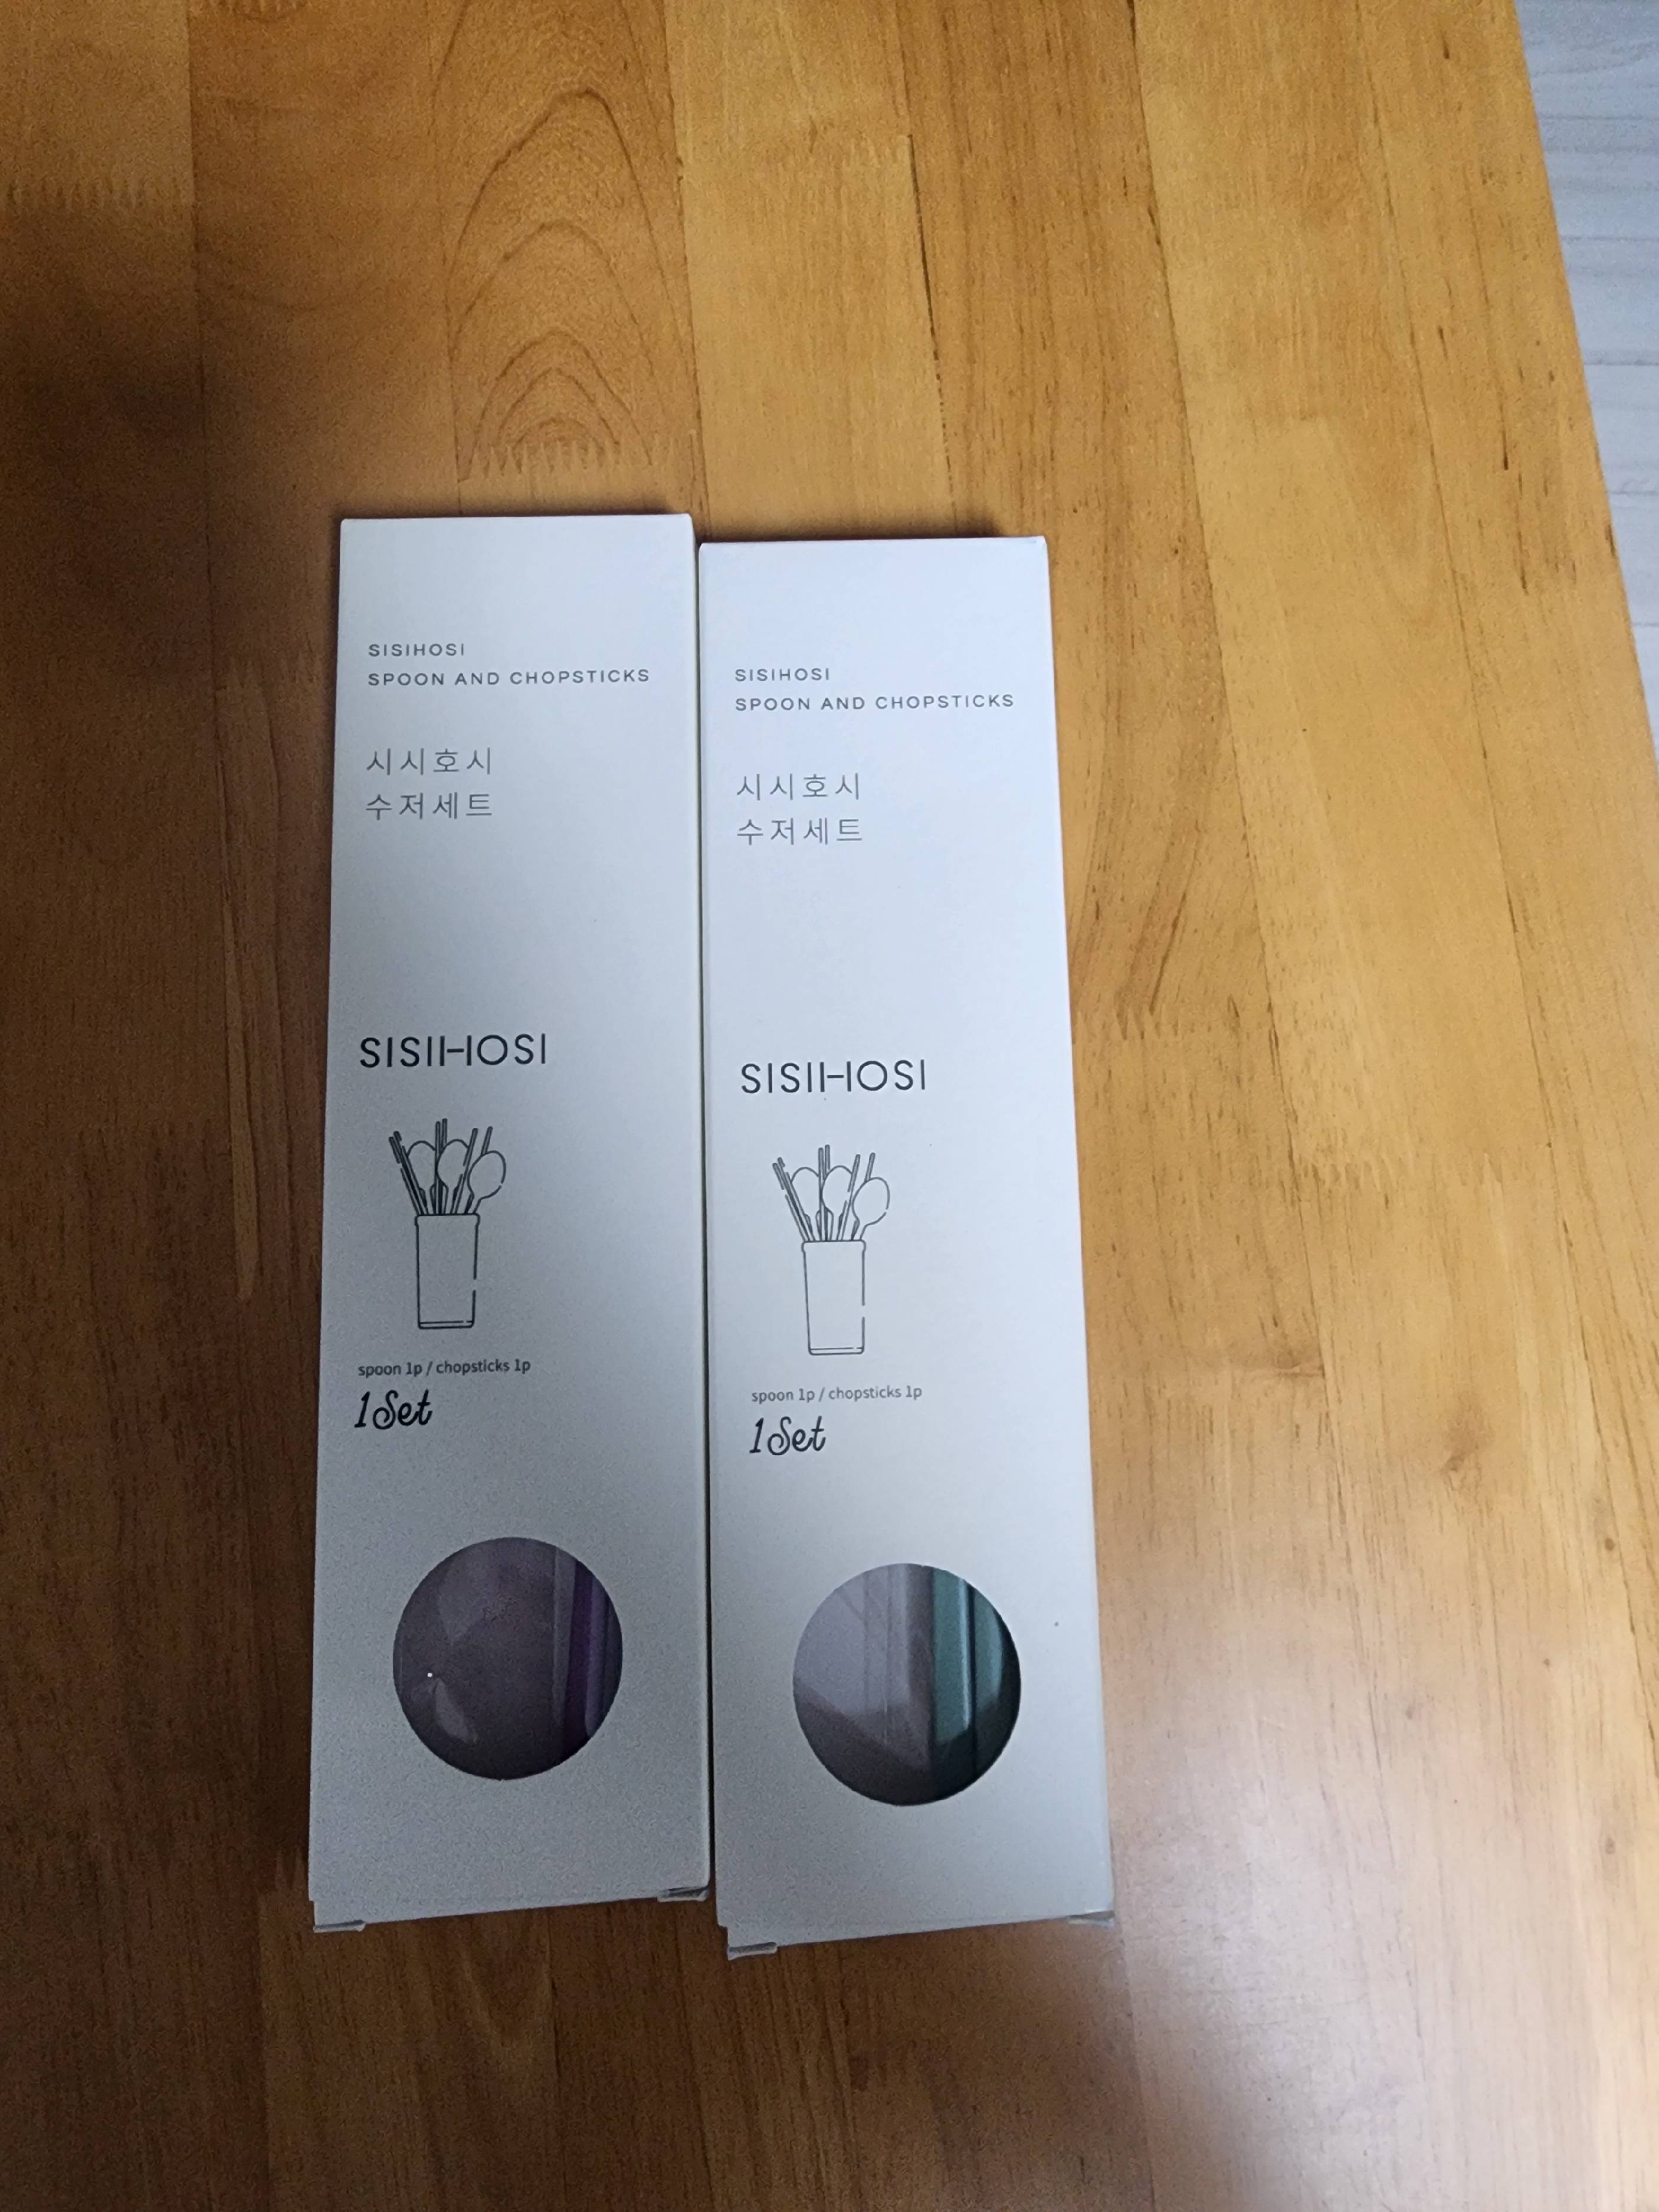 SISIHOSI
SPOON AND CHOPSTICKS
시시호시
수저세트
SISIHOSI
spoon 1p / chopsticks 1p
1Set
SISIHOSI
SPOON AND CHOPSTICKS
시시호시
수저세트
SISIHOSI
spoon 1p / chopsticks 1p
1Set